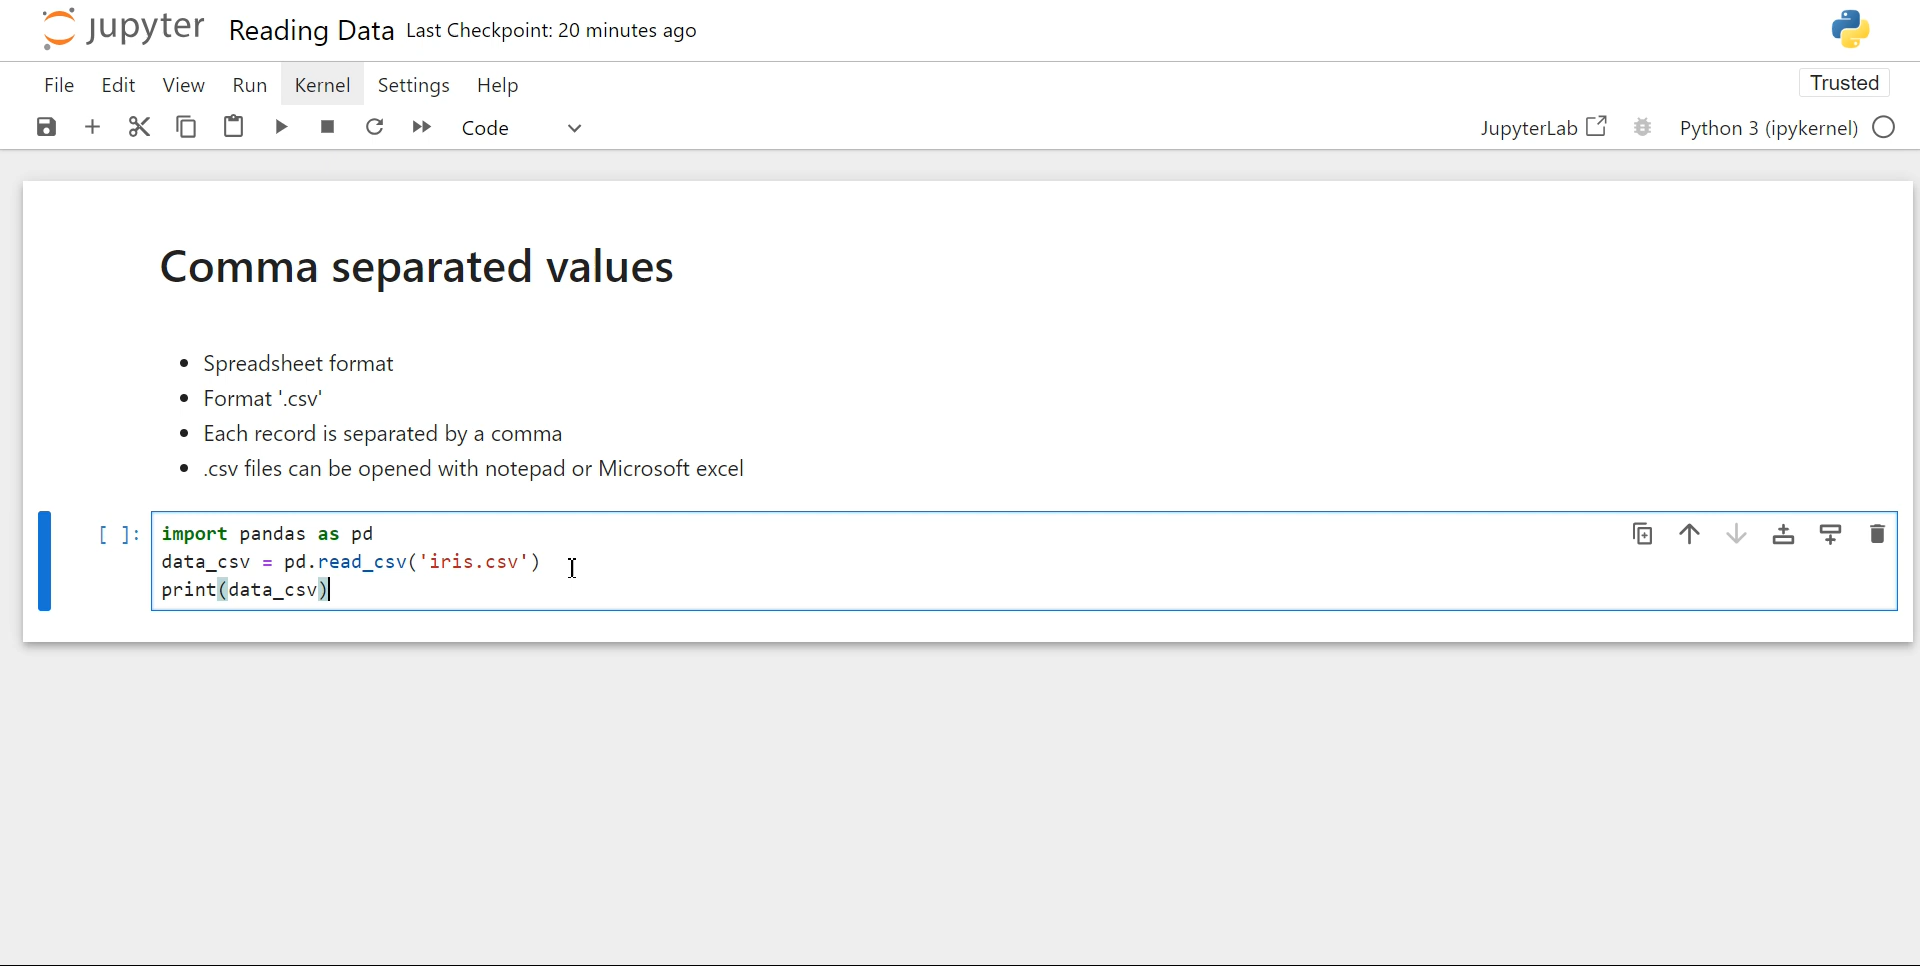 jupyter Reading Data Last Checkpoint: 20 minutes ago
File Edit View Run Kernel Settings Help Trusted
Code JupyterLab Python 3 (ipykernel)
Comma separated values
• Spreadsheet format
• Format '.csv'
• Each record is separated by a comma
• .csv files can be opened with notepad or Microsoft excel
[ ]: import pandas as pd
data_csv = pd.read_csv('iris.csv')
print(data_csv)